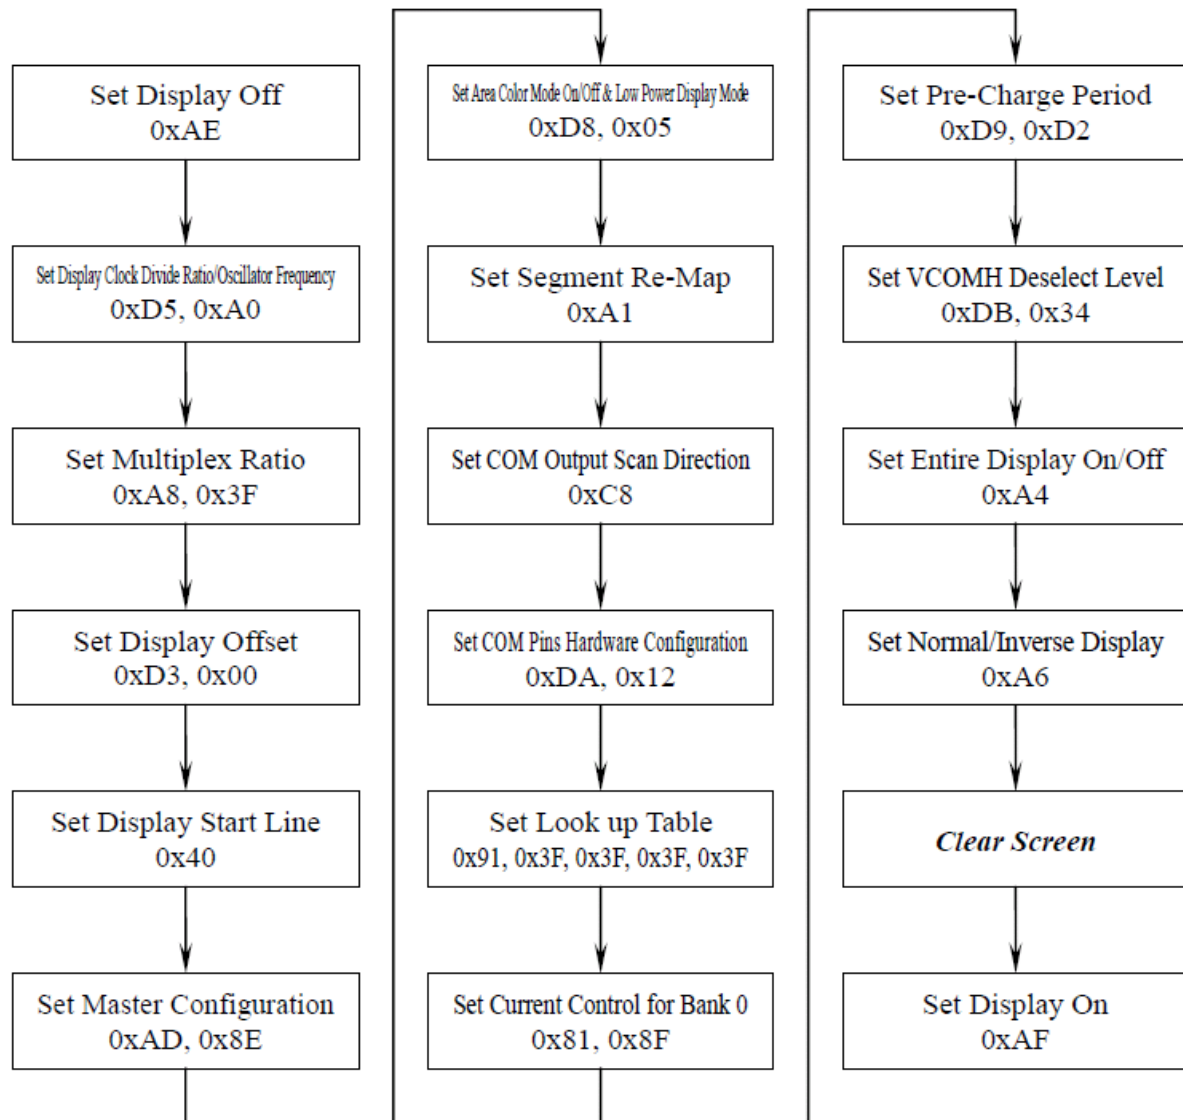 Set Display Off
0xAE
Set Display Clock Divide Ratio/Oscillator Frequency
0xD5, 0xA0
Set Multiplex Ratio
0xA8, 0x3F
Set Display Offset
0xD3, 0x00
Set Display Start Line
0x40
Set Master Configuration
0xAD, 0x8E
Set Area Color Mode On/Off & Low Power Display Mode
0xD8, 0x05
Set Segment Re-Map
0xA1
Set COM Output Scan Direction
0xC8
Set COM Pins Hardware Configuration
0xDA, 0x12
Set Look up Table
0x91, 0x3F, 0x3F, 0x3F, 0x3F
Set Current Control for Bank 0
0x81, 0x8F
Set Pre-Charge Period
0xD9, 0xD2
Set VCOMH Deselect Level
0xDB, 0x34
Set Entire Display On/Off
0xA4
Set Normal/Inverse Display
0xA6
Clear Screen
Set Display On
0xAF